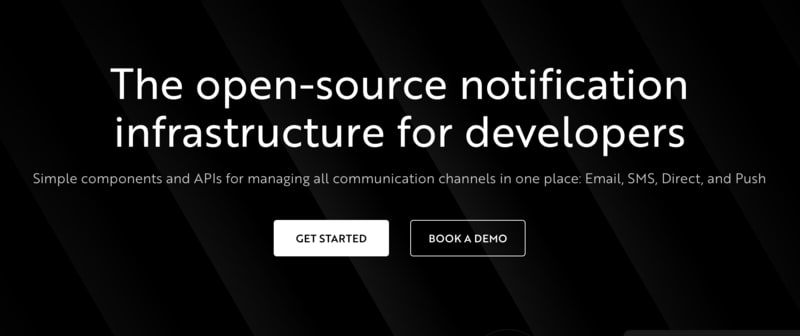 The open-source notification
infrastructure for developers
Simple components and APIs for managing all communication channels in one place: Email, SMS, Direct, and Push
GET STARTED
BOOK A DEMO